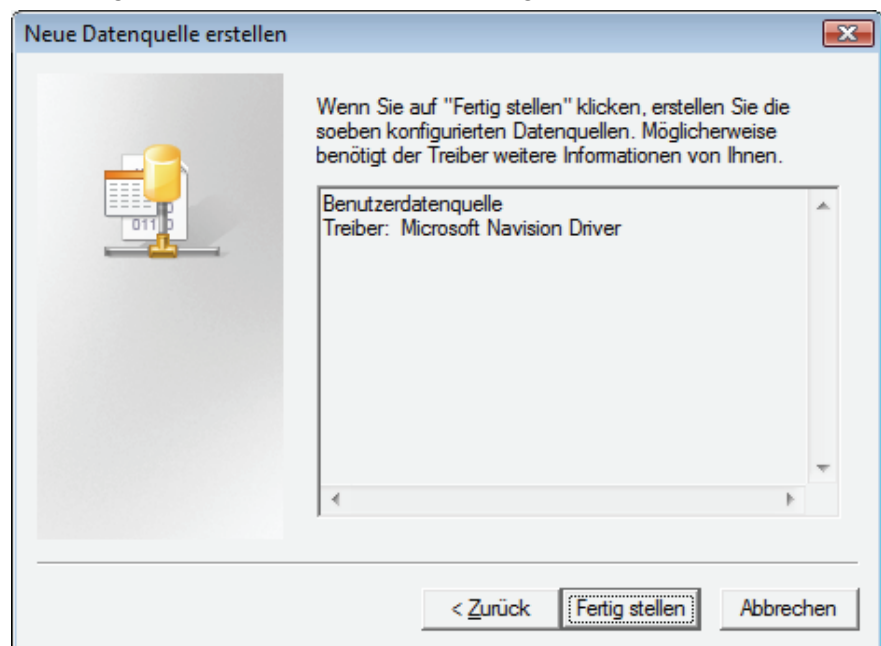 Neue Datenquelle erstellen
Wenn Sie auf "Fertig stellen" klicken, erstellen Sie die
soeben konfigurierten Datenquellen. Möglicherweise
benötigt der Treiber weitere Informationen von Ihnen.
Benutzerdatenquelle
Treiber: Microsoft Navision Driver
< Zurück
Fertig stellen
Abbrechen